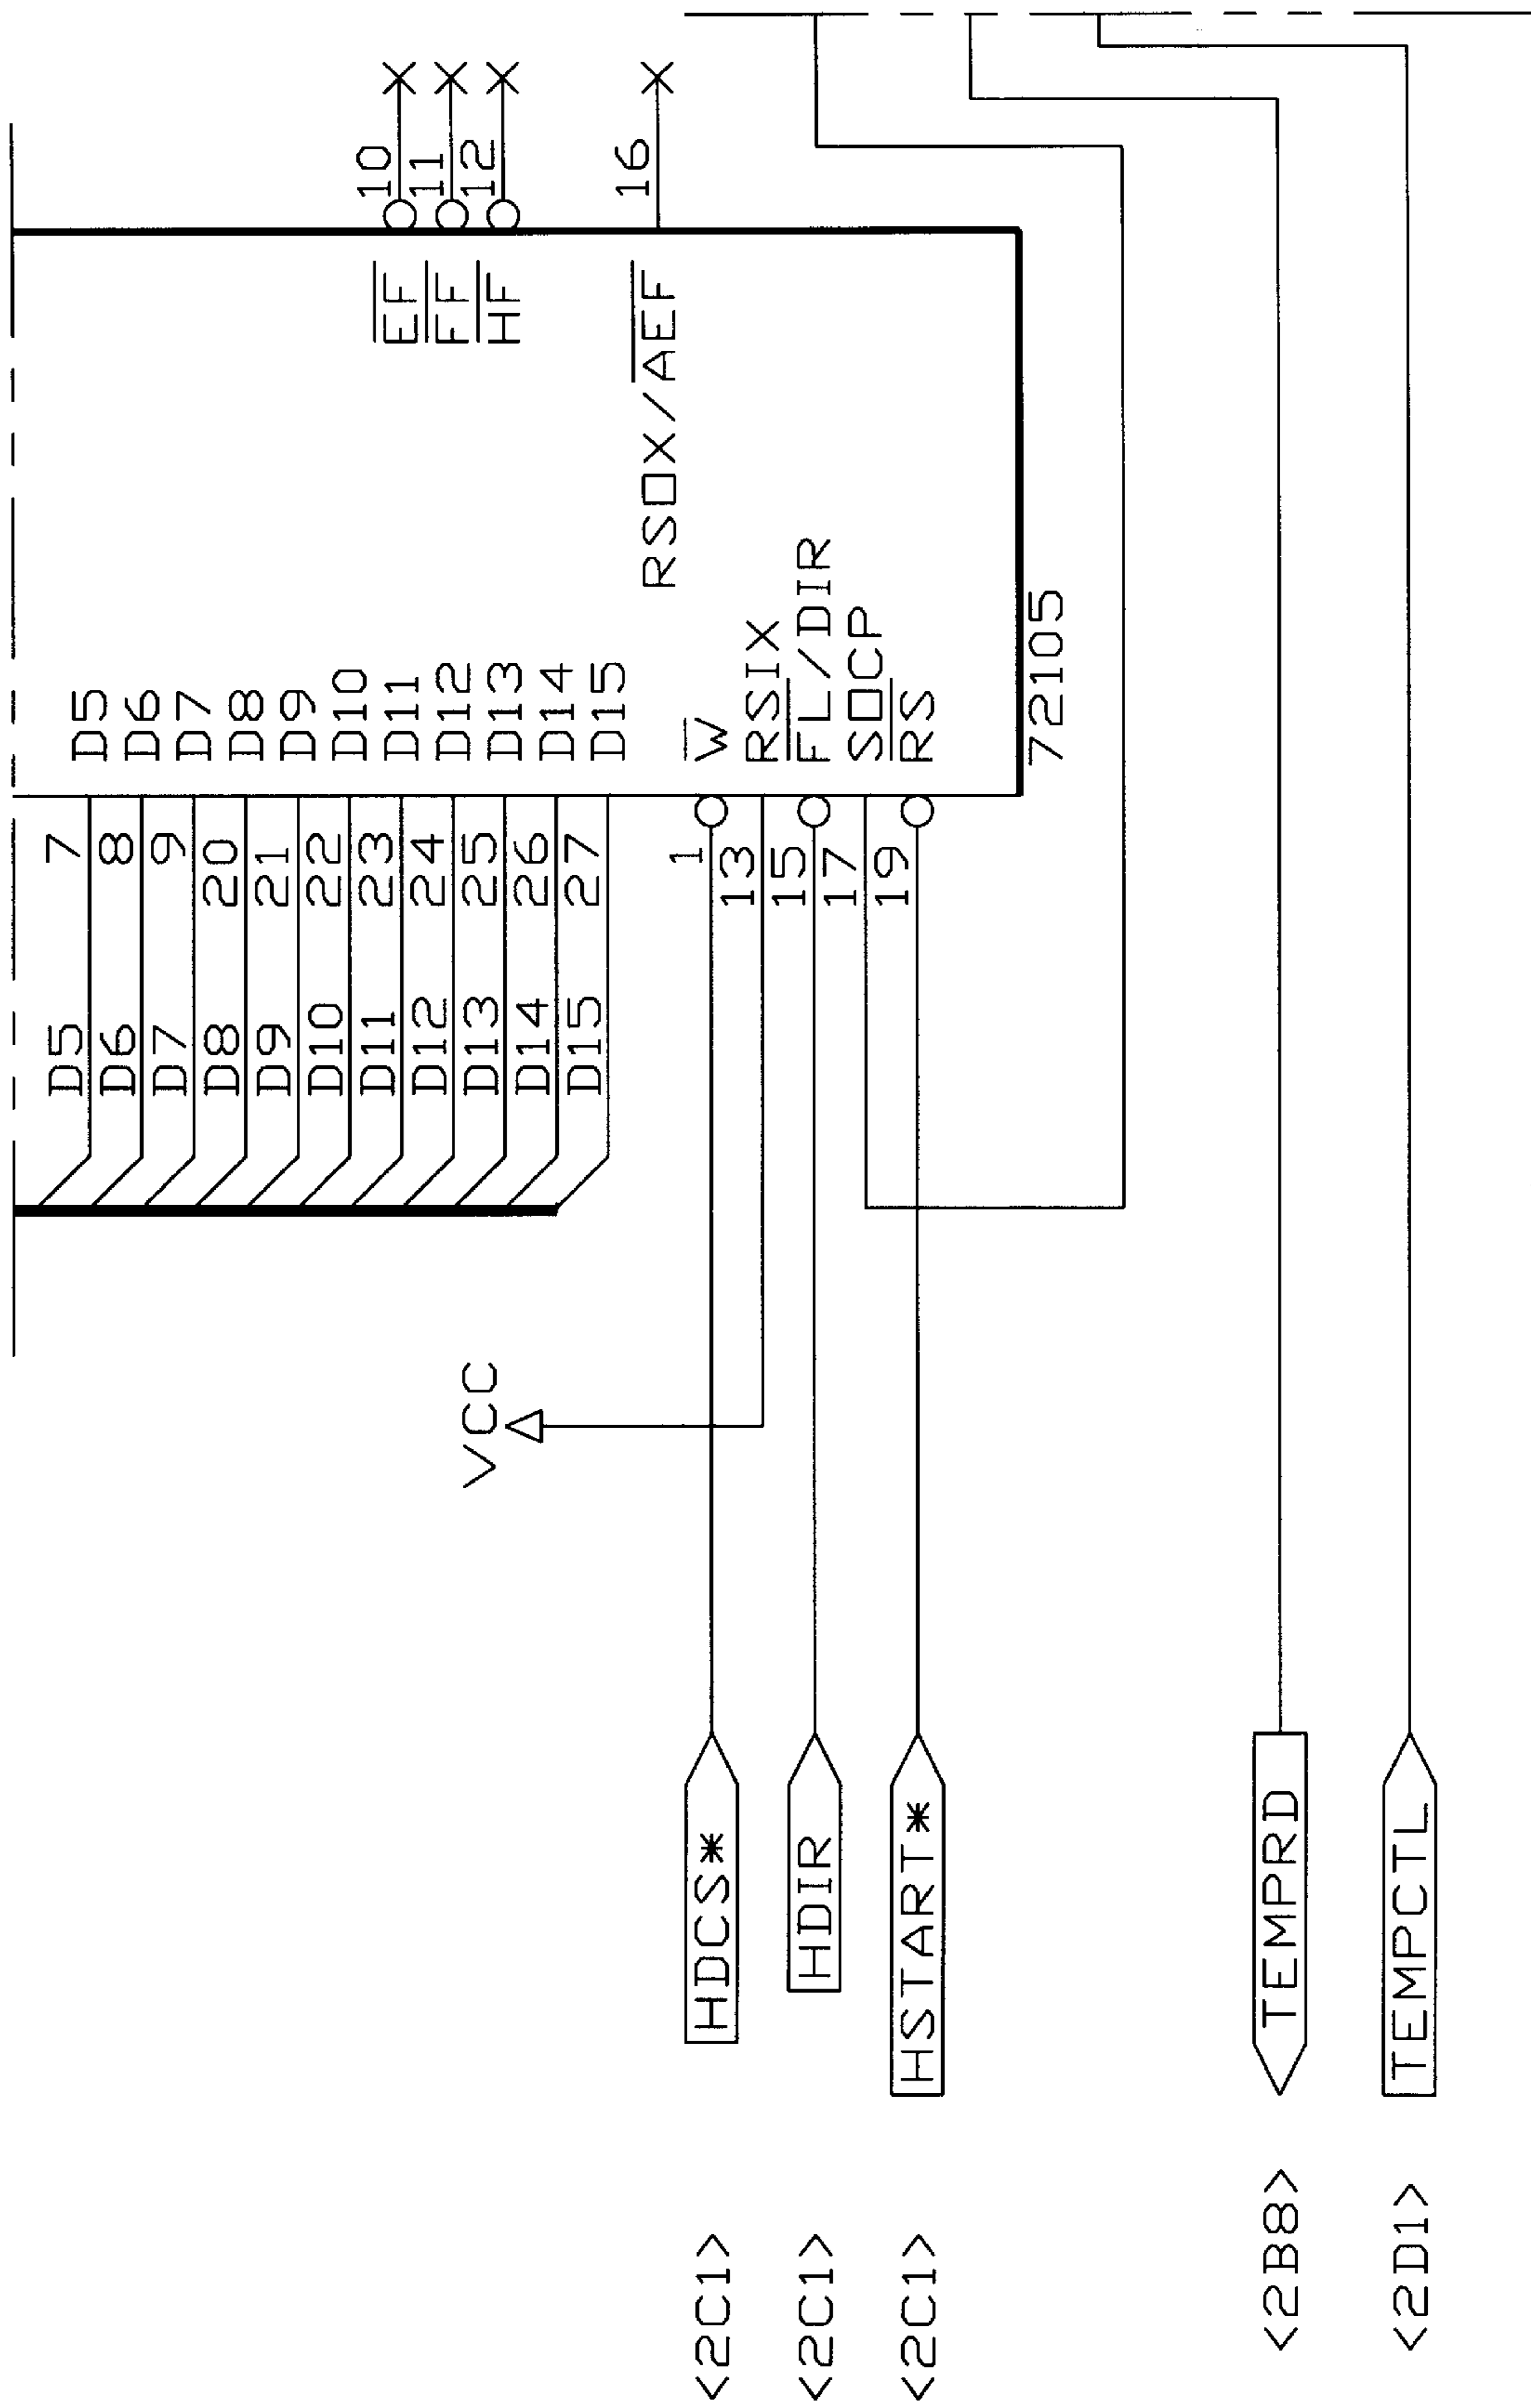 D5 7 D5
D6 8 D6
D7 9 D7
D8 20 D8
D9 21 D9
D10 22 D10
D11 23 D11
D12 24 D12
D13 25 D13
D14 26 D14
D15 27 D15
EF 10
FF 11
HF 12
RSOX/AEF 16
VCC
<2C1> HDCS* 1 W
13 RSIX
<2C1> HDIR 15 FL/DIR
17 SOCP
<2C1> HSTART* 19 RS
72105
<2B8> TEMPRD
<2D1> TEMPCTL